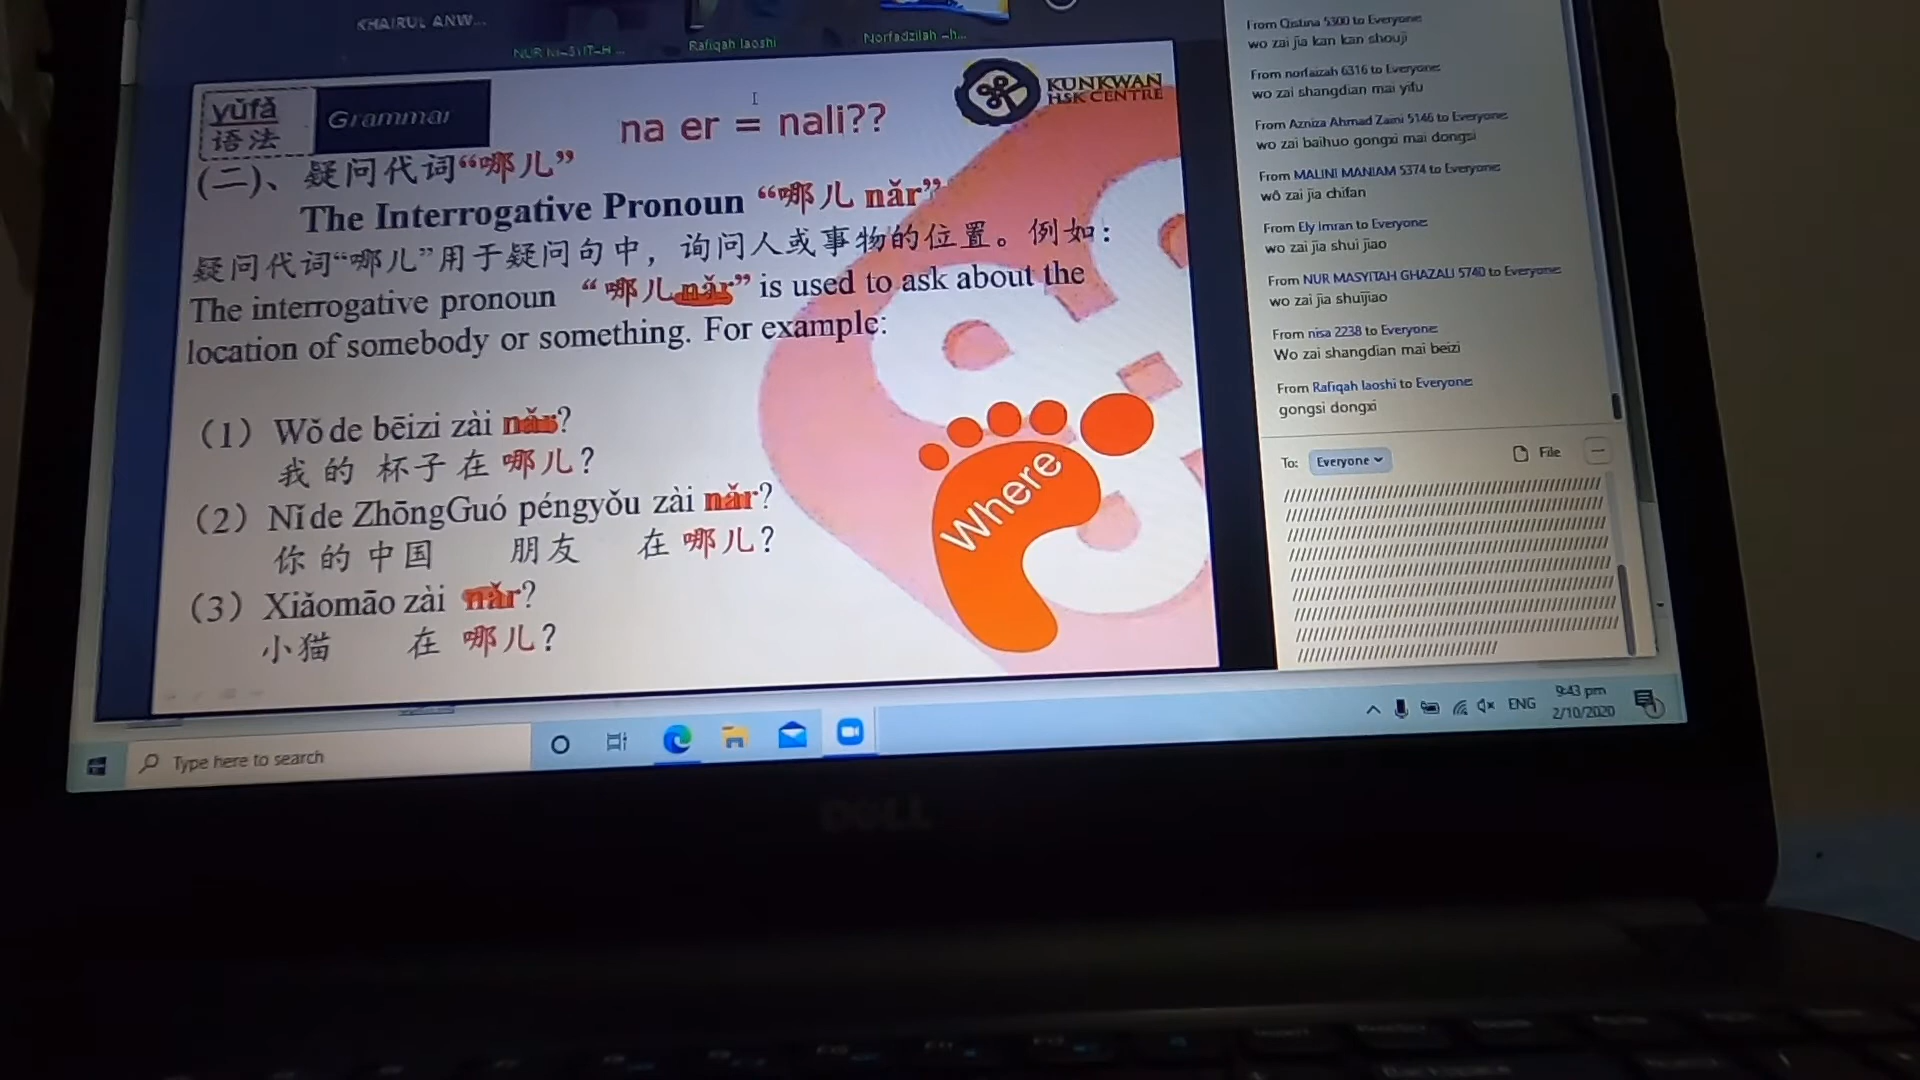 KHAIRUL ANW...
Rafiqah laoshi
Norfadzilah -h...
yǔfǎ
语法
Grammar
na er = nali??
KUNKWAN
HSK CENTRE
(二)、疑问代词“哪儿”
The Interrogative Pronoun “哪儿 nǎr”
疑问代词“哪儿”用于疑问句中，询问人或事物的位置。例如：
The interrogative pronoun “哪儿 nǎr” is used to ask about the
location of somebody or something. For example:
(1) Wǒ de bēizi zài nǎr?
我 的 杯子 在 哪儿?
(2) Nǐ de ZhōngGuó péngyǒu zài nǎr?
你 的 中国 朋友 在 哪儿?
(3) Xiǎomāo zài nǎr?
小猫 在 哪儿?
Where
From Qistina 5300 to Everyone:
wo zai jia kan kan shouji
From norfaizah 6316 to Everyone:
wo zai shangdian mai yifu
From Azniza Ahmad Zaini 5146 to Everyone:
wo zai baihuo gongxi mai dongsi
From MALINI MANIAM 5374 to Everyone:
wǒ zai jia chifan
From Ely Imran to Everyone:
wo zai jia shui jiao
From NUR MASYITAH GHAZALI 5740 to Everyone:
wo zai jia shuijiao
From nisa 2238 to Everyone:
Wo zai shangdian mai beizi
From Rafiqah laoshi to Everyone:
gongsi dongxi
To: Everyone
File
Type here to search
ENG
9:43 pm
2/10/2020
DELL